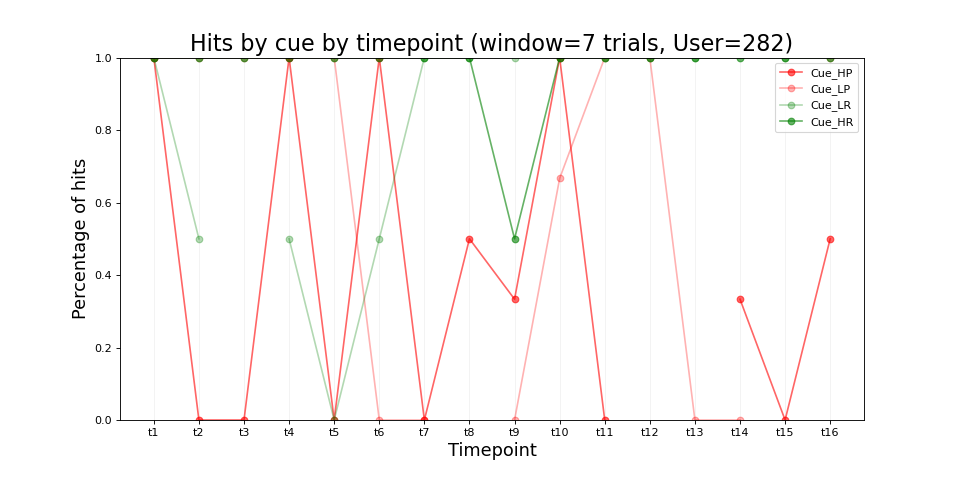 Hits by cue by timepoint (window=7 trials, User=282)
Percentage of hits
1.0
0.8
0.6
0.4
0.2
0.0
Cue_HP
Cue_LP
Cue_LR
Cue_HR
t1 t2 t3 t4 t5 t6 t7 t8 t9 t10 t11 t12 t13 t14 t15 t16
Timepoint